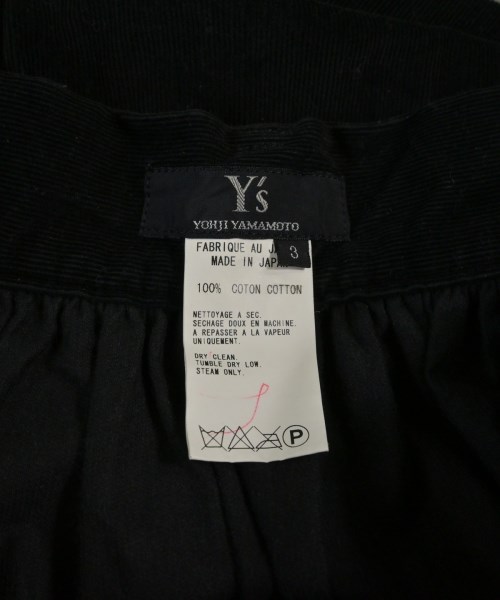 Y's
YOHJI YAMAMOTO
3
FABRIQUE AU
MADE IN JAPAN
100% COTON COTTON
NETTOYAGE A SEC.
SECHAGE DOUX EN MACHINE.
A REPASSER A LA VAPEUR
UNIQUEMENT.
DRY CLEAN.
TUMBLE DRY LOW.
STEAM ONLY.
P